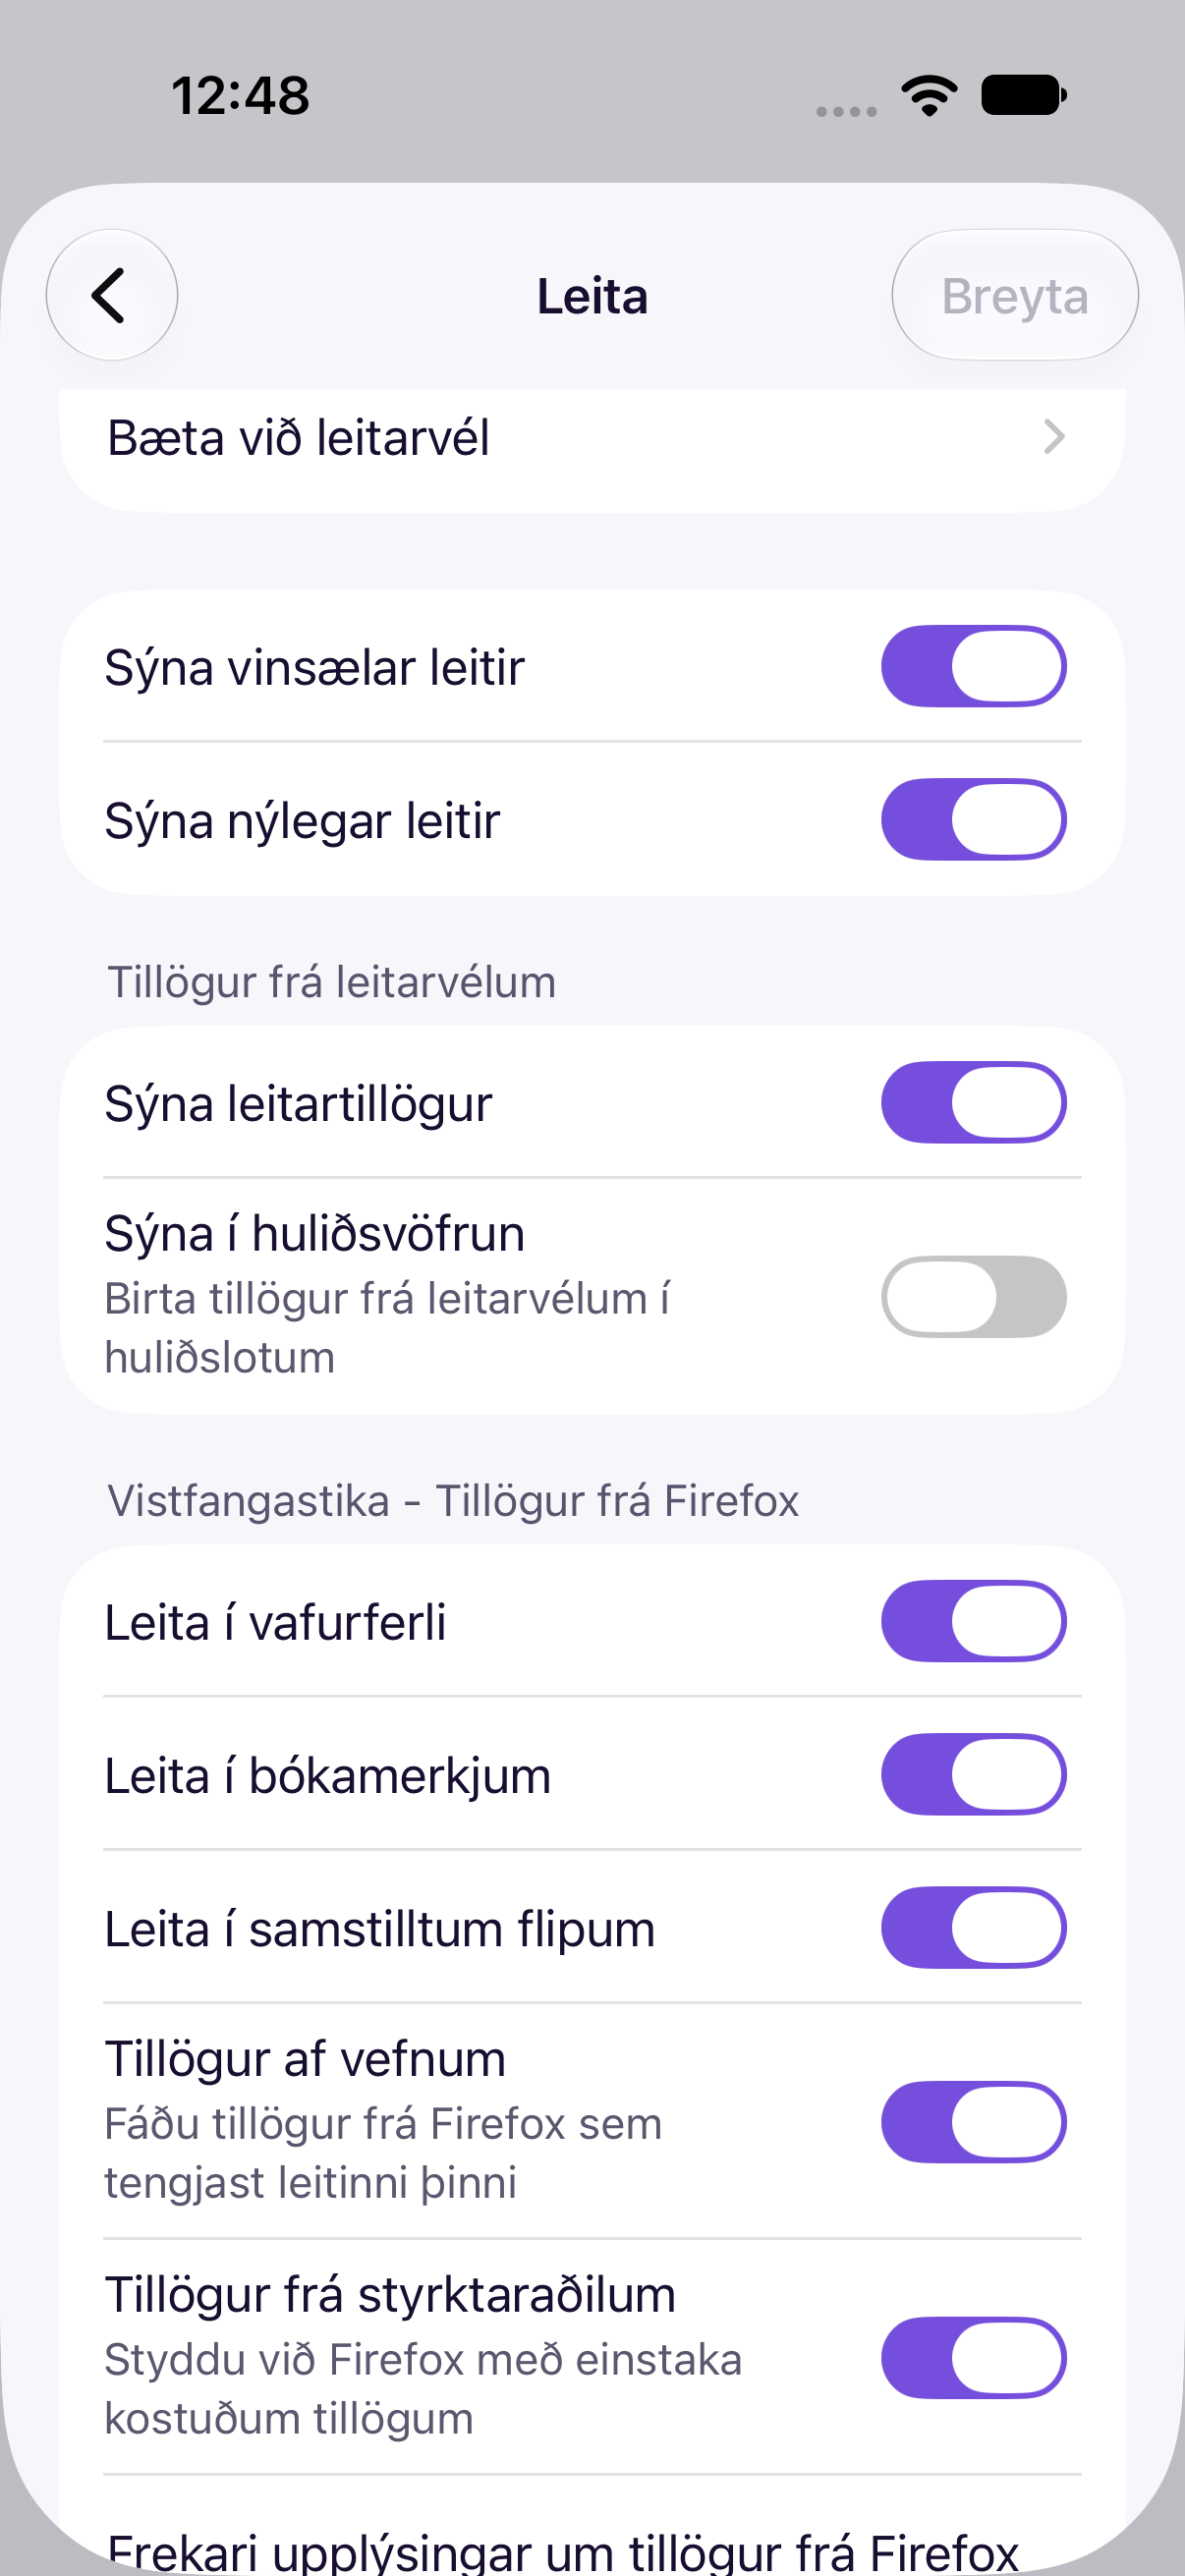 12:48
Leita
Breyta
Bæta við leitarvél
Sýna vinsælar leitir
Sýna nýlegar leitir
Tillögur frá leitarvélum
Sýna leitartillögur
Sýna í huliðsvöfrun
Birta tillögur frá leitarvélum í
huliðslotum
Vistfangastika - Tillögur frá Firefox
Leita í vafurferli
Leita í bókamerkjum
Leita í samstilltum flipum
Tillögur af vefnum
Fáðu tillögur frá Firefox sem
tengjast leitinni þinni
Tillögur frá styrktaraðilum
Styddu við Firefox með einstaka
kostuðum tillögum
Frekari upplýsingar um tillögur frá Firefox